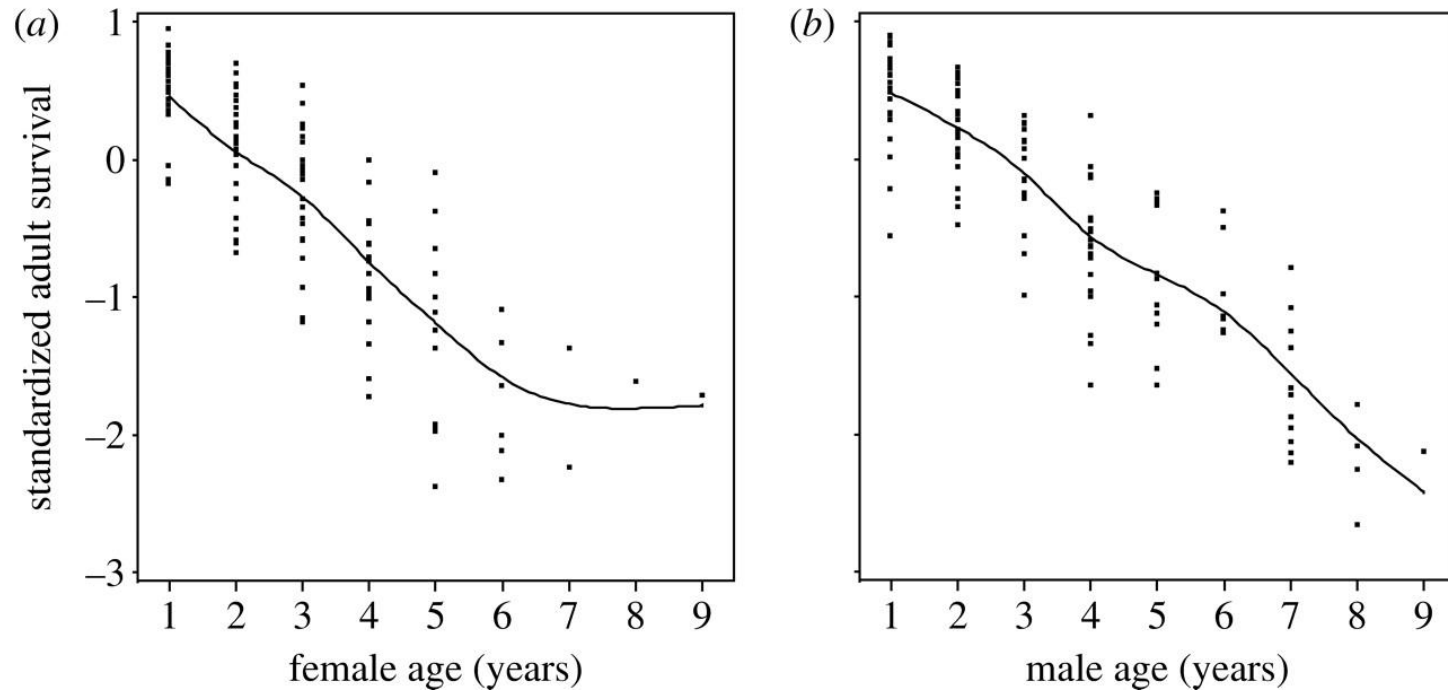 (a)
standardized adult survival
1
0
−1
−2
−3
1 2 3 4 5 6 7 8 9
female age (years)
(b)
1 2 3 4 5 6 7 8 9
male age (years)